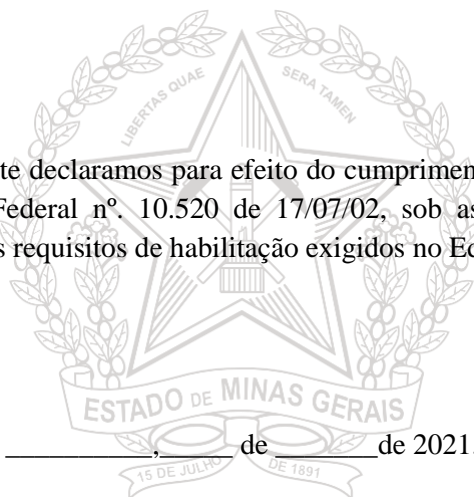 LIBERTAS QUAE SERA TAMEN
te declaramos para efeito do cumprimen
Federal nº. 10.520 de 17/07/02, sob as
s requisitos de habilitação exigidos no Ed
ESTADO DE MINAS GERAIS
___________,_____ de ________de 2021.
15 DE JULHO DE 1891